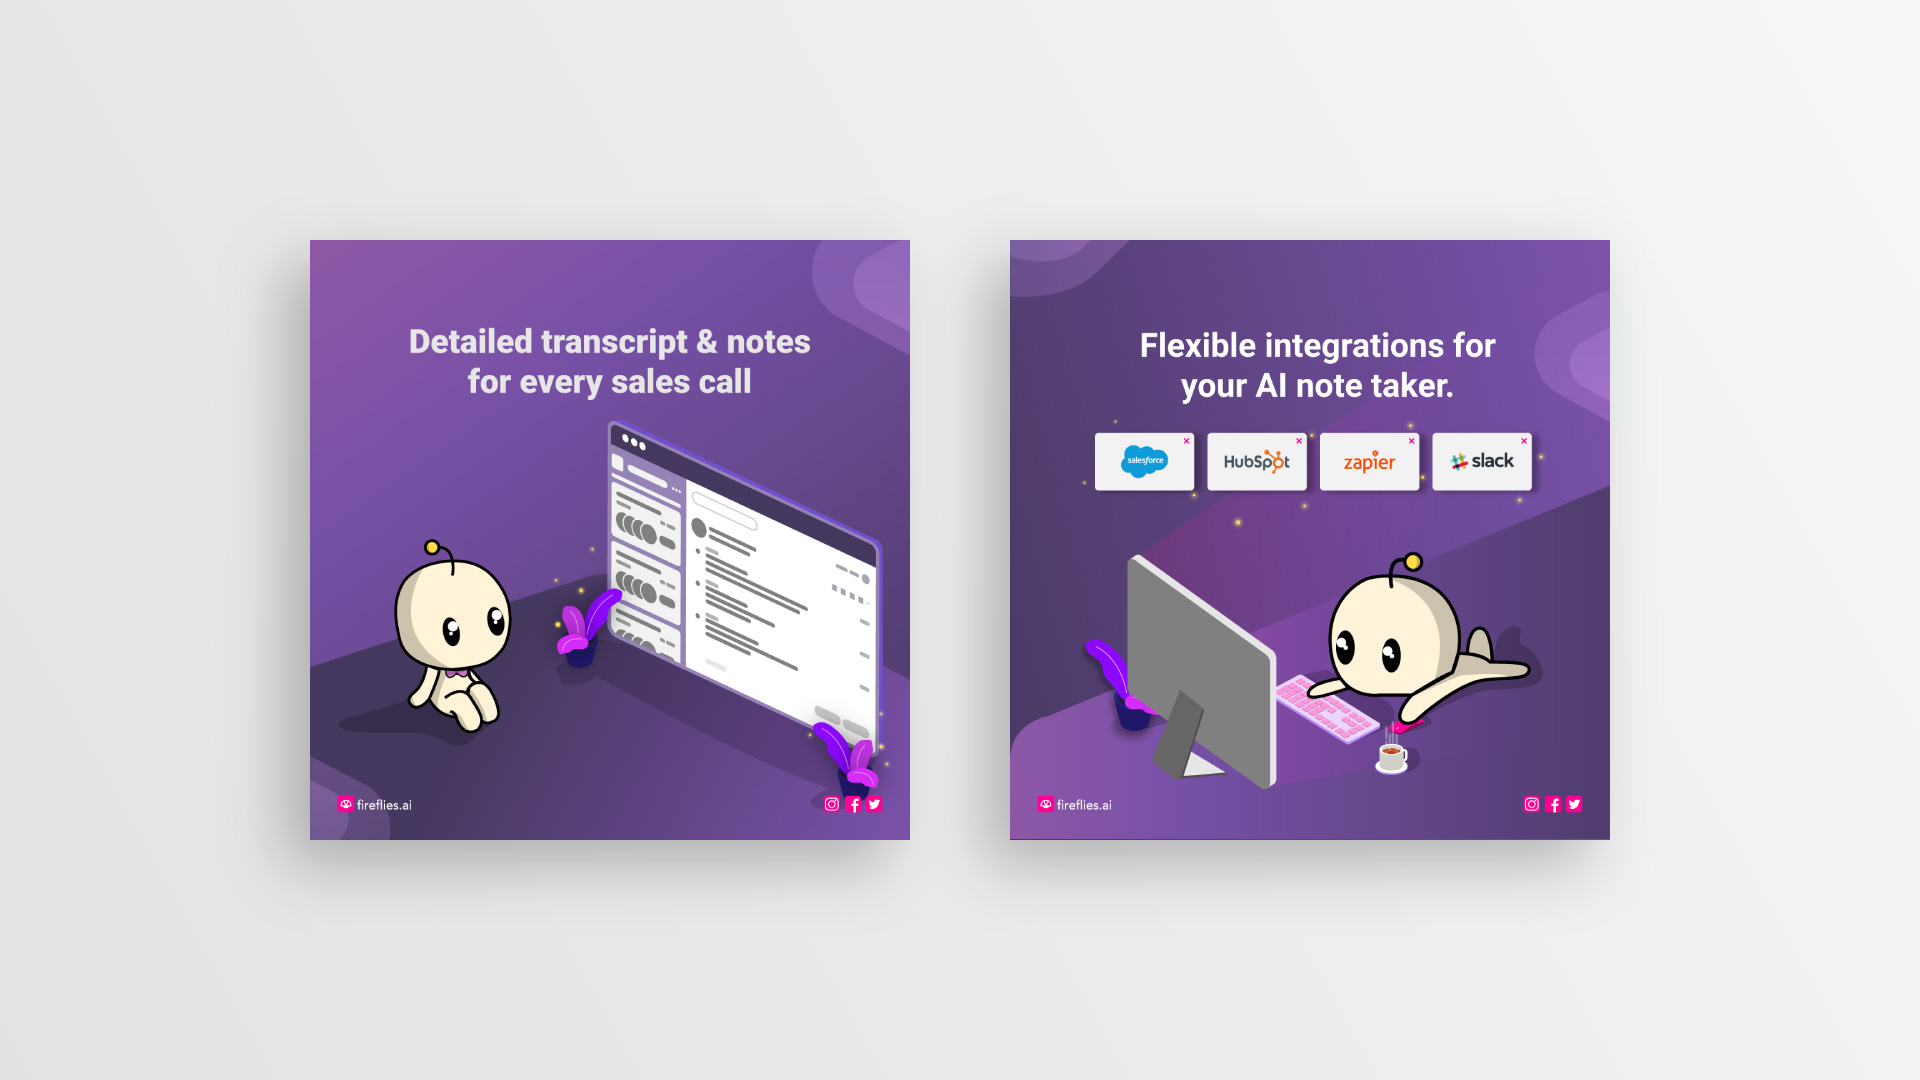 Detailed transcript & notes
for every sales call
fireflies.ai
Flexible integrations for
your AI note taker.
salesforce
HubSpot
zapier
slack
fireflies.ai